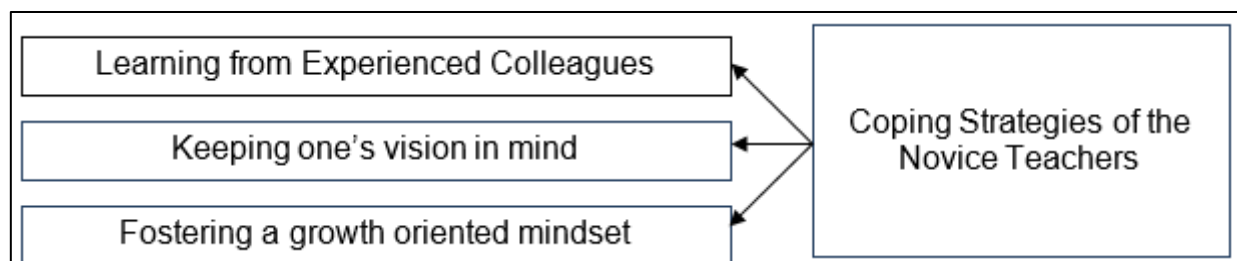 Learning from Experienced Colleagues
Keeping one’s vision in mind
Fostering a growth oriented mindset
Coping Strategies of the
Novice Teachers